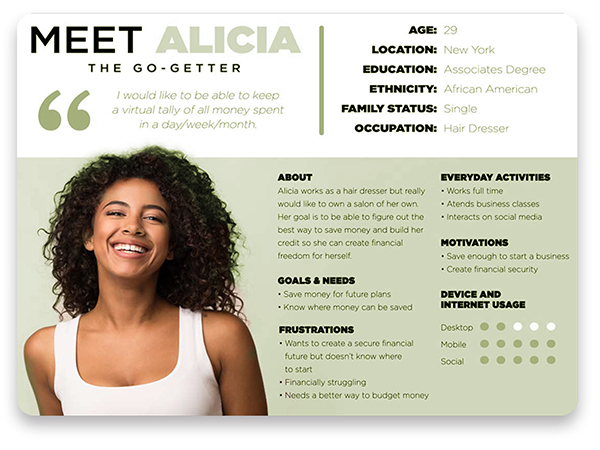 MEET ALICIA
THE GO-GETTER
“
I would like to be able to keep
a virtual tally of all money spent
in a day/week/month.
AGE: 29
LOCATION: New York
EDUCATION: Associates Degree
ETHNICITY: African American
FAMILY STATUS: Single
OCCUPATION: Hair Dresser
ABOUT
Alicia works as a hair dresser but really
would like to own a salon of her own.
Her goal is to be able to figure out the
best way to save money and build her
credit so she can create financial
freedom for herself.
GOALS & NEEDS
• Save money for future plans
• Know where money can be saved
FRUSTRATIONS
• Wants to create a secure financial
future but doesn't know where
to start
• Financially struggling
• Needs a better way to budget money
EVERYDAY ACTIVITIES
• Works full time
• Atends business classes
• Interacts on social media
MOTIVATIONS
• Save enough to start a business
• Create financial security
DEVICE AND
INTERNET USAGE
Desktop
Mobile
Social